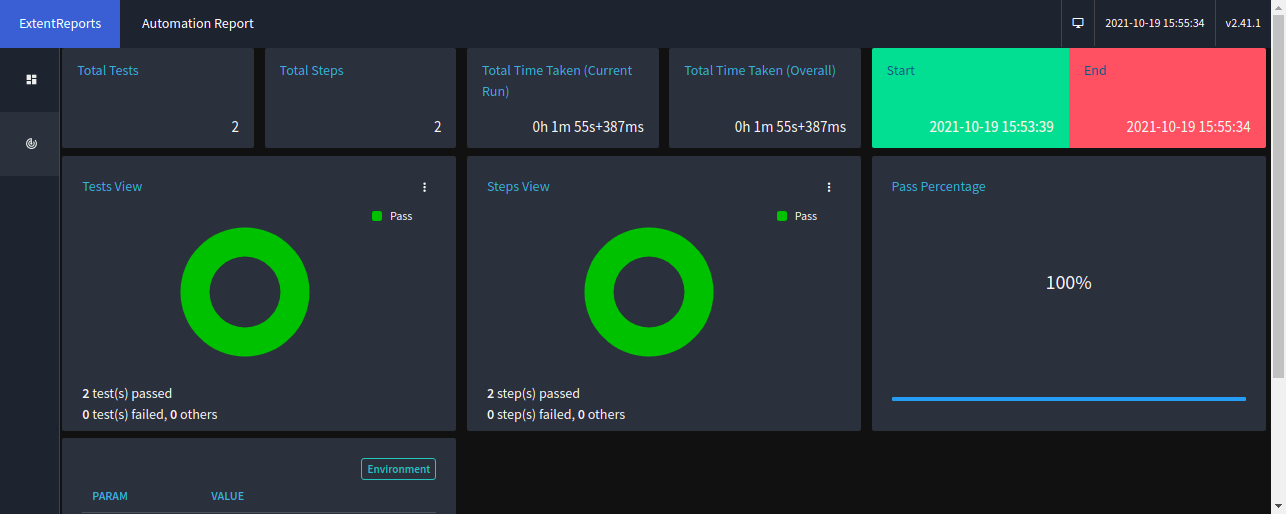 ExtentReports
Automation Report
2021-10-19 15:55:34
v2.41.1
Total Tests
2
Total Steps
2
Total Time Taken (Current
Run)
0h 1m 55s+387ms
Total Time Taken (Overall)
0h 1m 55s+387ms
Start
2021-10-19 15:53:39
End
2021-10-19 15:55:34
Tests View
Pass
2 test(s) passed
0 test(s) failed, 0 others
Steps View
Pass
2 step(s) passed
0 step(s) failed, 0 others
Pass Percentage
100%
Environment
PARAM
VALUE